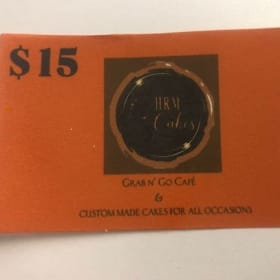 $15
HRM
Cakes
GRAB N' GO CAFÉ
&
CUSTOM MADE CAKES FOR ALL OCCASIONS